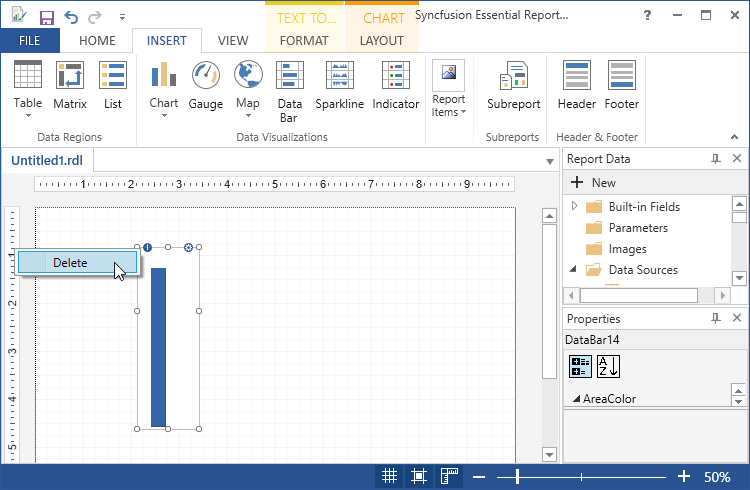 TEXT TO... CHART Syncfusion Essential Report... ?
FILE HOME INSERT VIEW FORMAT LAYOUT
Table Matrix List Chart Gauge Map Data Bar Sparkline Indicator Report Items Subreport Header Footer
Data Regions Data Visualizations Subreports Header & Footer
Untitled1.rdl Report Data
1 2 3 4 5 6 7 8 9
New
Built-in Fields
Parameters
Images
Data Sources
1
Delete
2
3
4
5
Properties
DataBar14
A Z
AreaColor
50%